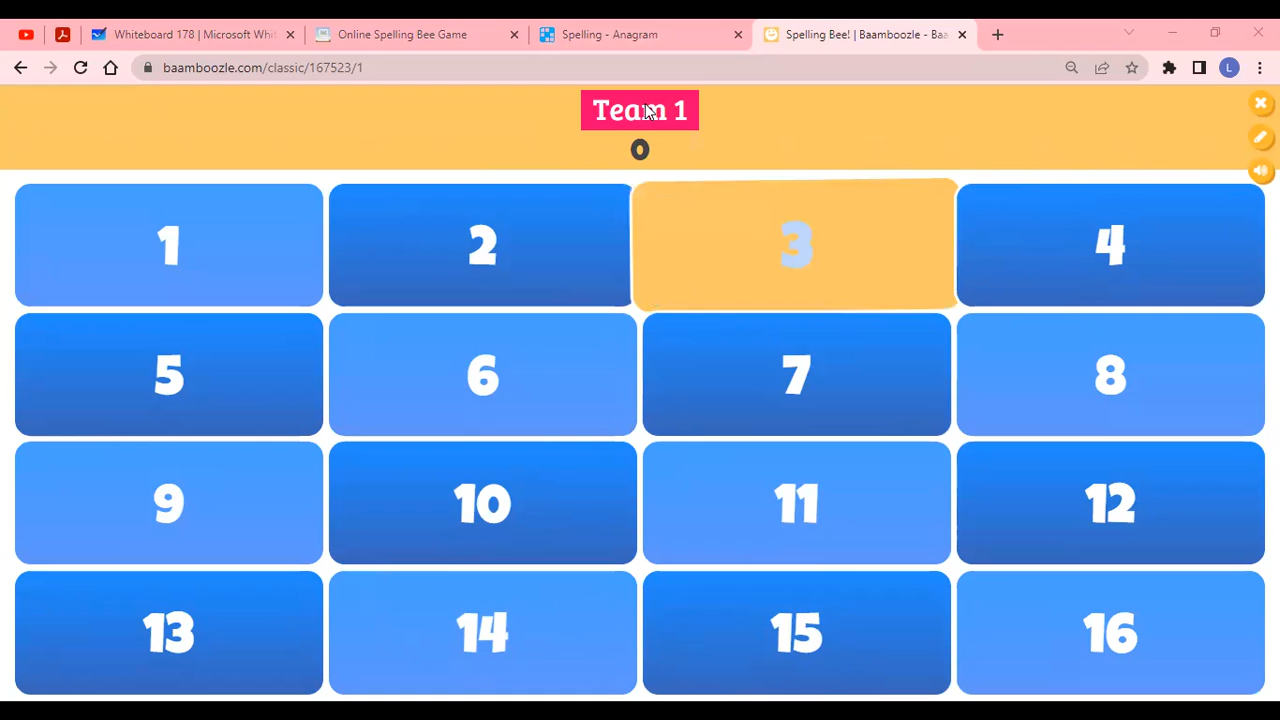 Whiteboard 178 | Microsoft Whi
Online Spelling Bee Game
Spelling - Anagram
Spelling Bee! | Baamboozle - Baa
baamboozle.com/classic/167523/1
L
Team 1
0
1 2 3 4
5 6 7 8
9 10 11 12
13 14 15 16